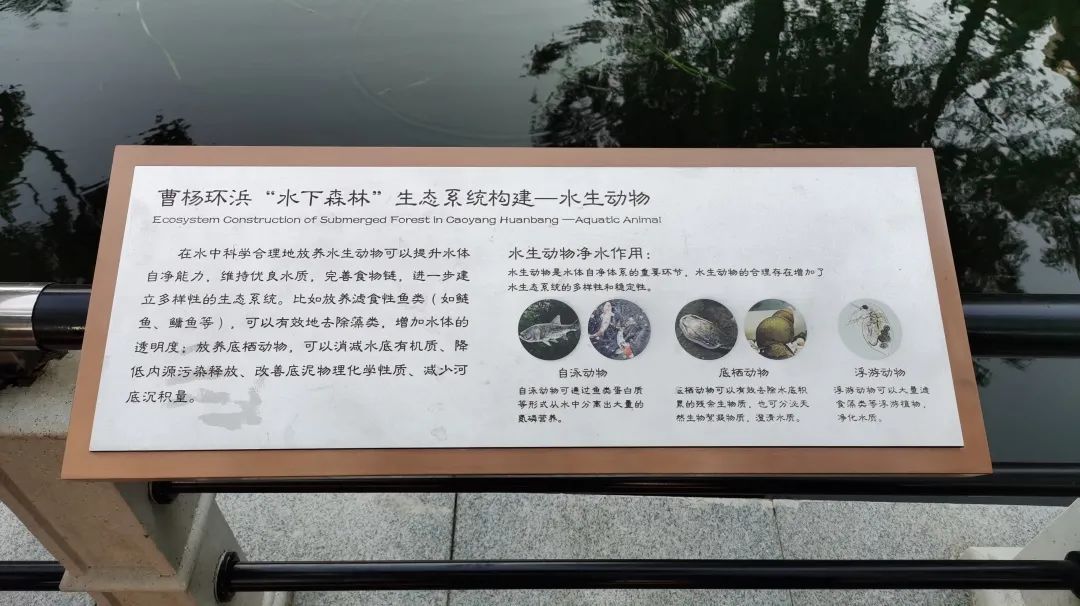 曹杨环浜“水下森林”生态系统构建—水生动物
Ecosystem Construction of Submerged Forest in Caoyang Huanbang —Aquatic Animal
在水中科学合理地放养水生动物可以提升水体
自净能力，维持优良水质，完善食物链，进一步建
立多样性的生态系统。比如放养滤食性鱼类（如鲢
鱼、鳙鱼等），可以有效地去除藻类，增加水体的
透明度；放养底栖动物，可以消减水底有机质、降
低内源污染释放、改善底泥物理化学性质、减少河
底沉积量。
水生动物净水作用：
水生动物是水体自净体系的重要环节，水生动物的合理存在增加了
水生态系统的多样性和稳定性。
自泳动物
自泳动物可通过鱼类蛋白质
等形式从水中分离出大量的
氮磷营养。
底栖动物
底栖动物可以有效去除水底积
累的残余生物质，也可分泌天
然生物絮凝物质，澄清水质。
浮游动物
浮游动物可以大量滤
食藻类等浮游植物，
净化水质。